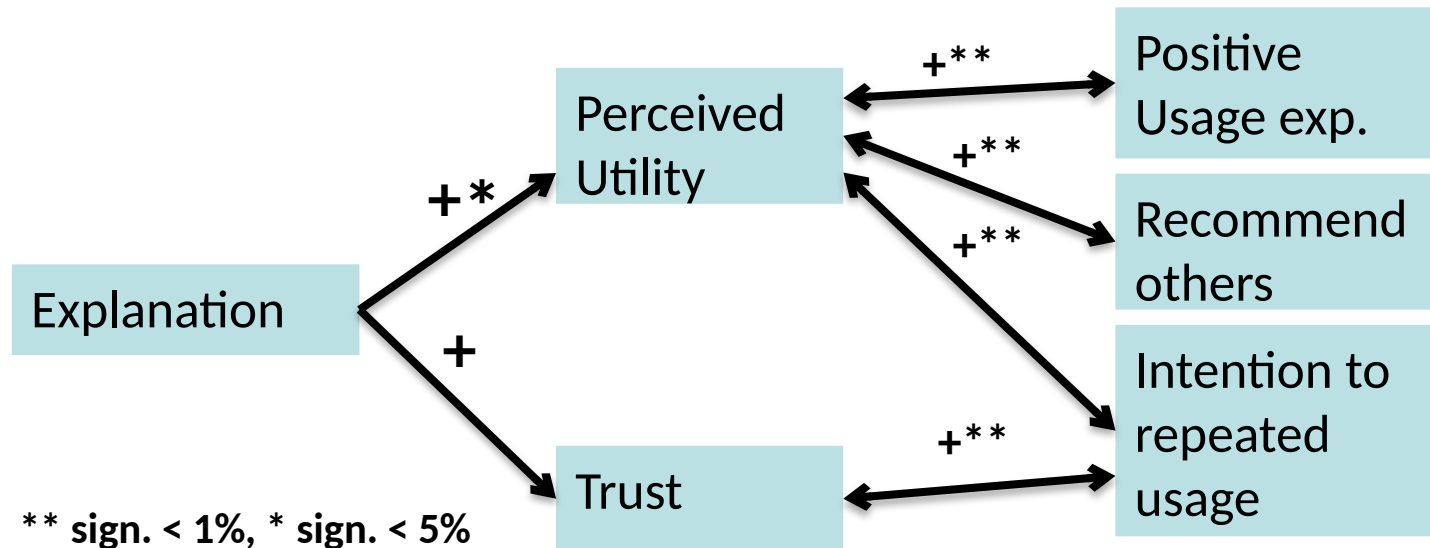 Positive
Usage exp.
+**
Perceived
Utility
+**
+*
Recommend
others
+**
Explanation
+
Intention to
repeated
usage
+**
Trust
** sign. < 1%, * sign. < 5%